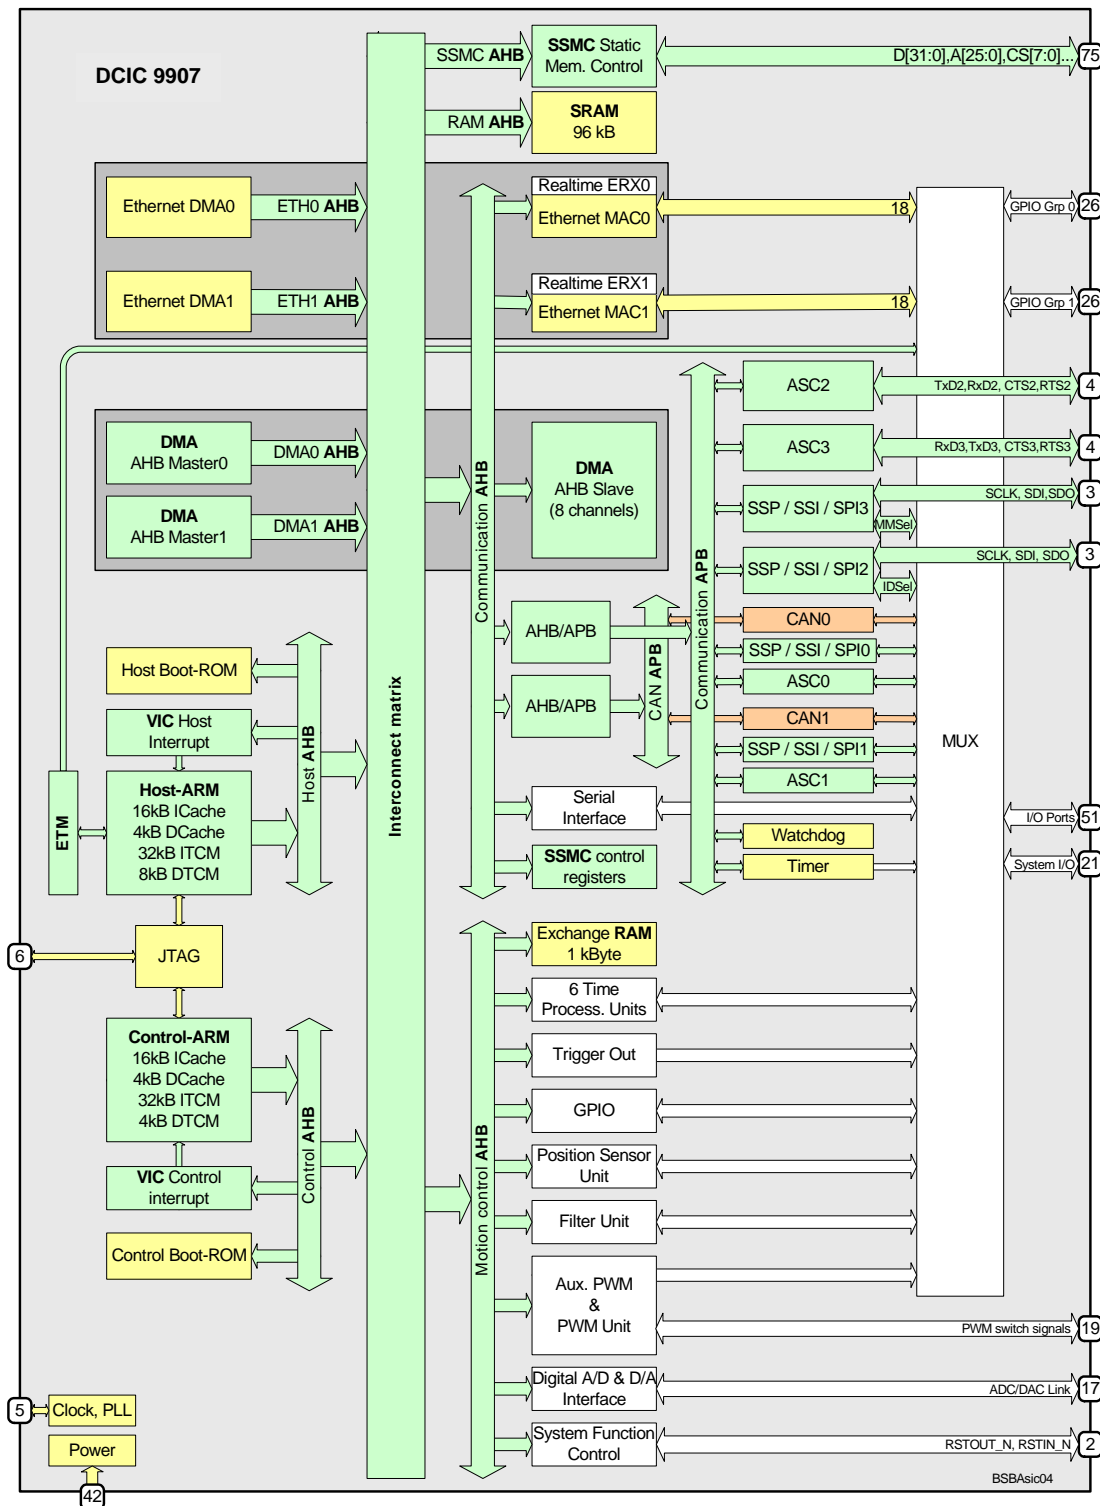 DCIC 9907
SSMC AHB
SSMC Static
Mem. Control
D[31:0],A[25:0],CS[7:0]...
75
RAM AHB
SRAM
96 kB
Ethernet DMA0
ETH0 AHB
Realtime ERX0
Ethernet MAC0
18
GPIO Grp 0
26
Ethernet DMA1
ETH1 AHB
Realtime ERX1
Ethernet MAC1
18
GPIO Grp 1
26
ASC2
TxD2,RxD2, CTS2,RTS2
4
DMA
AHB Master0
DMA0 AHB
DMA
AHB Slave
(8 channels)
ASC3
RxD3,TxD3, CTS3,RTS3
4
DMA
AHB Master1
DMA1 AHB
SSP / SSI / SPI3
SCLK, SDI,SDO
3
MMSel
SSP / SSI / SPI2
SCLK, SDI, SDO
3
IDSel
Communication AHB
Communication APB
CAN APB
AHB/APB
AHB/APB
CAN0
SSP / SSI / SPI0
ASC0
CAN1
SSP / SSI / SPI1
ASC1
MUX
Host Boot-ROM
VIC Host
Interrupt
Host AHB
Interconnect matrix
ETM
Host-ARM
16kB ICache
4kB DCache
32kB ITCM
8kB DTCM
Serial
Interface
I/O Ports
51
Watchdog
SSMC control
registers
Timer
System I/O
21
6
JTAG
Exchange RAM
1 kByte
6 Time
Process. Units
Control-ARM
16kB ICache
4kB DCache
32kB ITCM
4kB DTCM
Trigger Out
GPIO
Control AHB
Motion control AHB
VIC Control
interrupt
Position Sensor
Unit
Filter Unit
Control Boot-ROM
Aux. PWM
&
PWM Unit
PWM switch signals
19
Digital A/D & D/A
Interface
ADC/DAC Link
17
5
Clock, PLL
System Function
Control
RSTOUT_N, RSTIN_N
2
Power
42
BSBAsic04